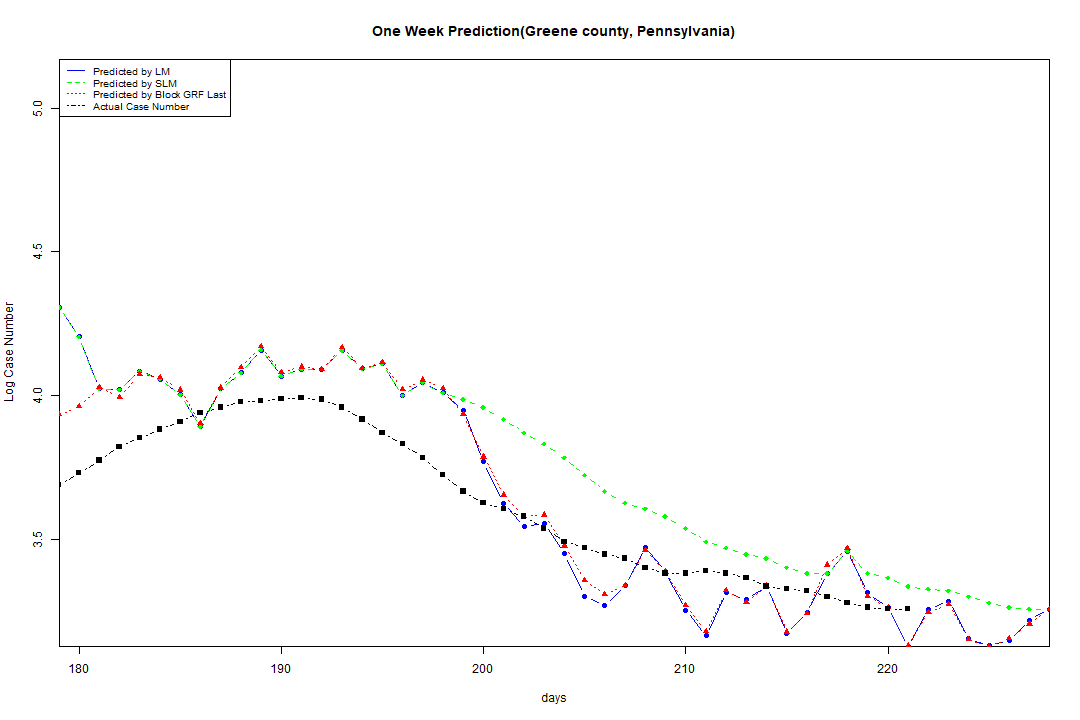 One Week Prediction(Greene county, Pennsylvania)
Predicted by LM
Predicted by SLM
Predicted by Block GRF Last
Actual Case Number
5.0
4.5
4.0
3.5
Log Case Number
180 190 200 210 220
days